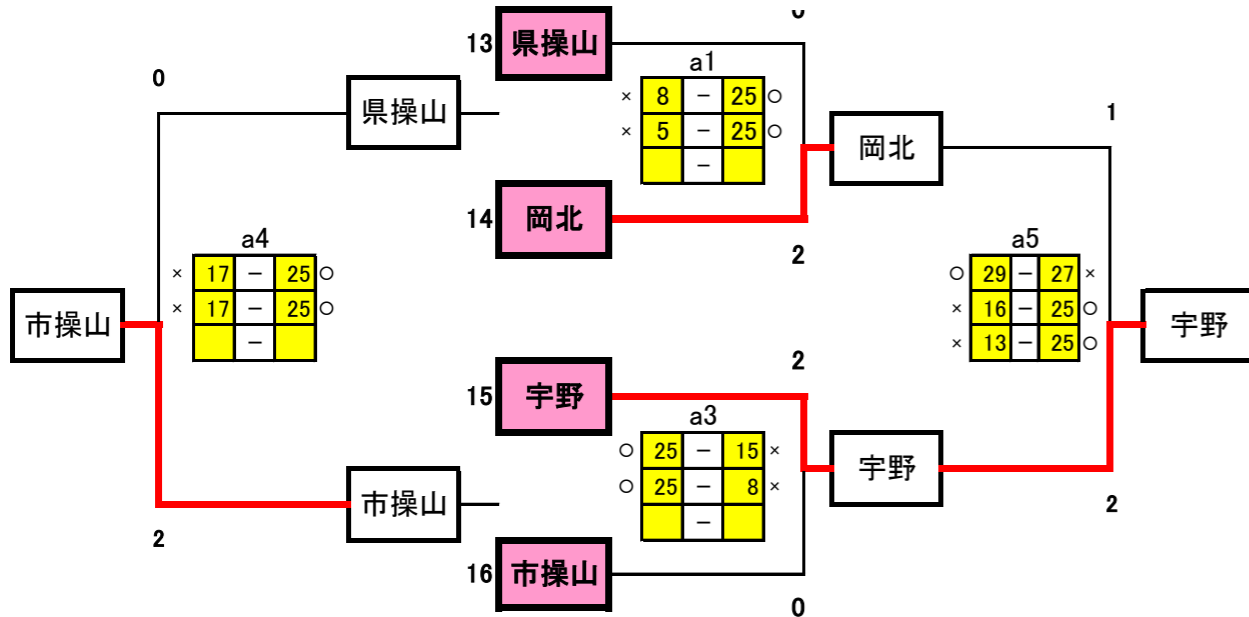 13 県操山
0
a1
県操山
× 8 − 25 ○
× 5 − 25 ○
−
岡北
1
14 岡北
2
a4
× 17 − 25 ○
× 17 − 25 ○
−
市操山
a5
○ 29 − 27 ×
× 16 − 25 ○
× 13 − 25 ○
宇野
2
15 宇野
a3
○ 25 − 15 ×
○ 25 − 8 ×
−
宇野
市操山
2
2
16 市操山
0